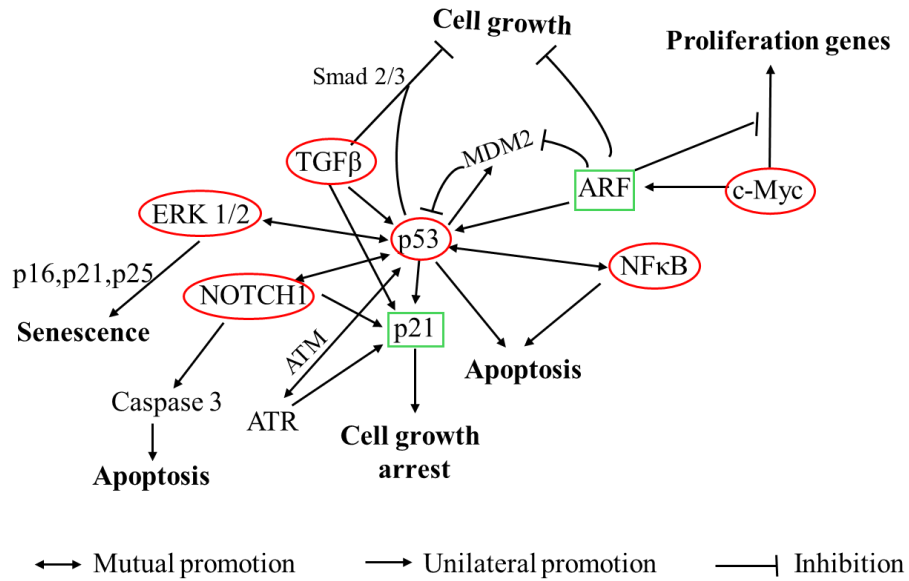 Cell growth
Proliferation genes
Smad 2/3
MDM2
TGFβ
ARF
c-Myc
ERK 1/2
p53
NFκB
p16,p21,p25
NOTCH1
Senescence
p21
ATM
Apoptosis
Caspase 3
ATR
Cell growth
arrest
Apoptosis
Mutual promotion
Unilateral promotion
Inhibition